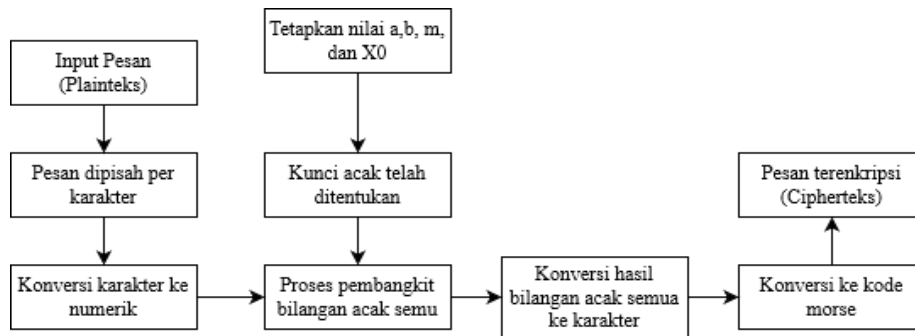 Input Pesan
(Plainteks)
Tetapkan nilai a,b, m,
dan X0
Pesan dipisah per
karakter
Kunci acak telah
ditentukan
Pesan terenkripsi
(Cipherteks)
Konversi karakter ke
numerik
Proses pembangkit
bilangan acak semu
Konversi hasil
bilangan acak semua
ke karakter
Konversi ke kode
morse